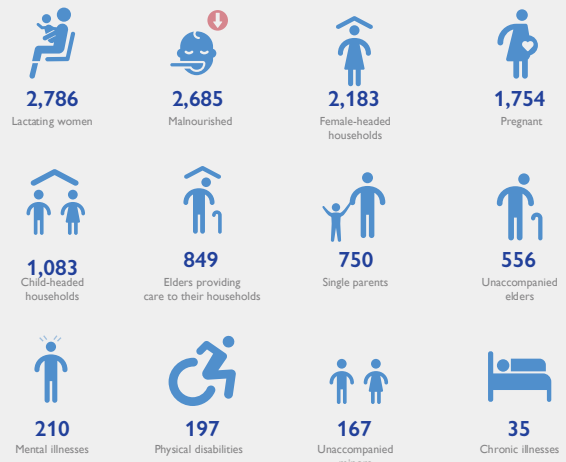 2,786
Lactating women
2,685
Malnourished
2,183
Female-headed
households
1,754
Pregnant
1,083
Child-headed
households
849
Elders providing
care to their households
750
Single parents
556
Unaccompanied
elders
210
Mental illnesses
197
Physical disabilities
167
Unaccompanied
35
Chronic illnesses